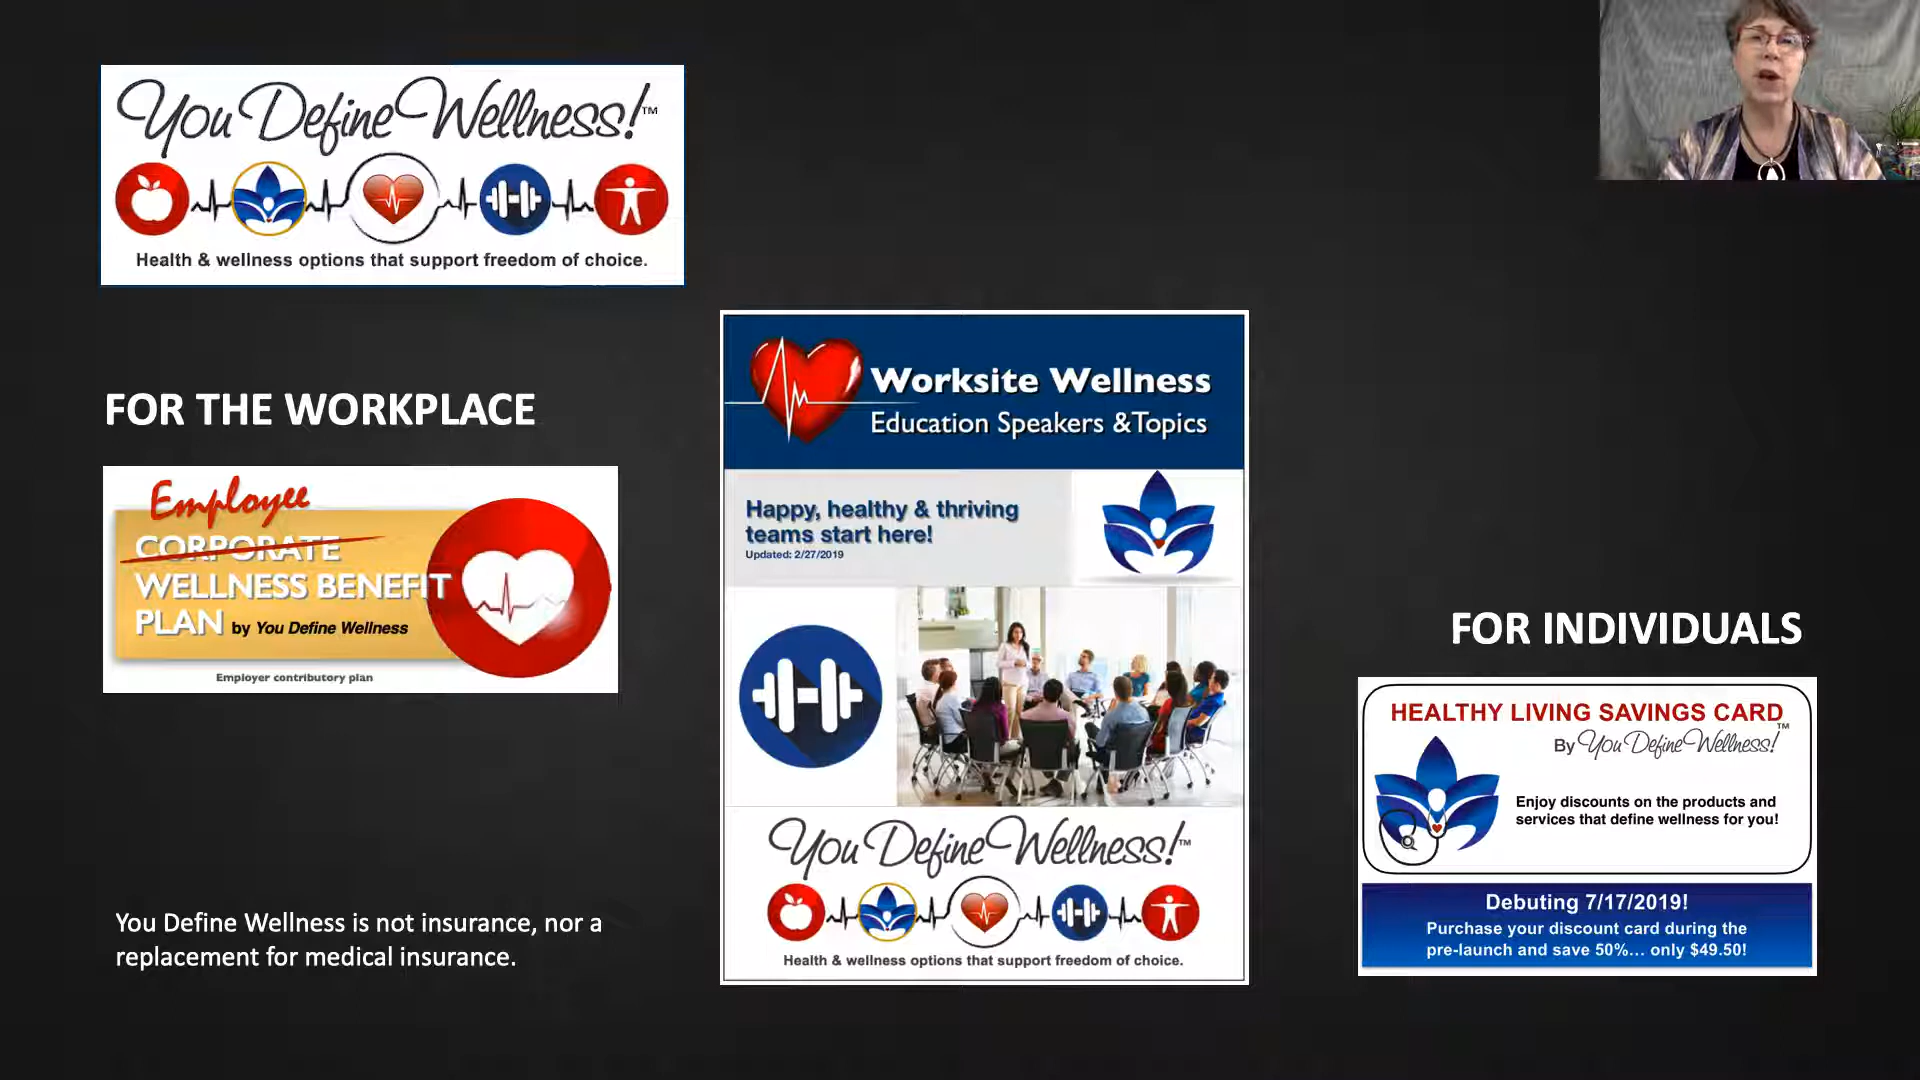 You Define Wellness!™
Health & wellness options that support freedom of choice.
FOR THE WORKPLACE
Employee
CORPORATE
WELLNESS BENEFIT
PLAN by You Define Wellness
Employer contributory plan
You Define Wellness is not insurance, nor a
replacement for medical insurance.
Worksite Wellness
Education Speakers &Topics
Happy, healthy & thriving
teams start here!
Updated: 2/27/2019
You Define Wellness!™
Health & wellness options that support freedom of choice.
FOR INDIVIDUALS
HEALTHY LIVING SAVINGS CARD™
By You Define Wellness!
Enjoy discounts on the products and
services that define wellness for you!
Debuting 7/17/2019!
Purchase your discount card during the
pre-launch and save 50%... only $49.50!